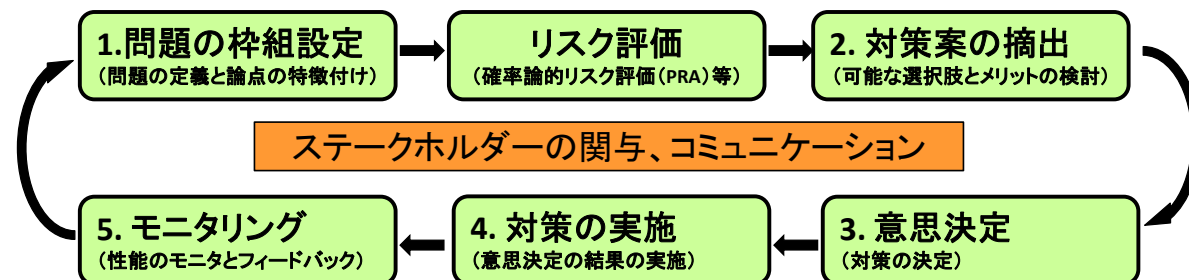 1.問題の枠組設定
(問題の定義と論点の特徴付け)
リスク評価
(確率論的リスク評価(PRA)等)
2. 対策案の摘出
(可能な選択肢とメリットの検討)
ステークホルダーの関与、コミュニケーション
5. モニタリング
(性能のモニタとフィードバック)
4. 対策の実施
(意思決定の結果の実施)
3. 意思決定
(対策の決定)